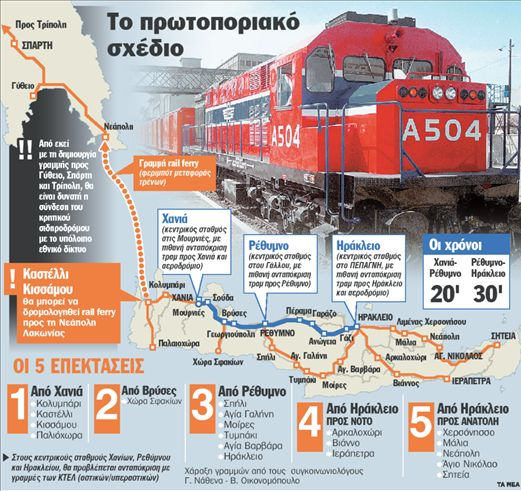 Το πρωτοποριακό
σχέδιο
Προς Τρίπολη
ΣΠΑΡΤΗ
Γύθειο
Νεάπολη
A504
A504
!! Από εκεί
με τη δημιουργία
γραμμής προς
Γύθειο, Σπάρτη
και Τρίπολη, θα
είναι δυνατή η
σύνδεση του
κρητικού
σιδηροδρόμου
με το υπόλοιπο
εθνικό δίκτυο
Γραμμή rail ferry
(φεριμπότ μεταφοράς
τρένων)
! Καστέλλι
Κισσάμου
θα μπορεί να
δρομολογηθεί rail ferry
προς τη Νεάπολη
Λακωνίας
Χανιά
(κεντρικός σταθμός
στις Μουρνιές, με
πιθανή ανταπόκριση
τραμ προς Χανιά και
αεροδρόμιο)
Ρέθυμνο
(κεντρικός σταθμός
στου Γάλλου, με
πιθανή ανταπόκριση
τραμ προς Ρέθυμνο)
Ηράκλειο
(κεντρικός σταθμός
στο ΠΕΠΑΓΝΗ, με
πιθανή ανταπόκριση
τραμ προς Ηράκλειο
και αεροδρόμιο)
Οι χρόνοι
Χανιά-
Ρέθυμνο
20'
Ρέθυμνο-
Ηράκλειο
30'
Κολυμπάρι
ΧΑΝΙΑ
Σούδα
Μουρνιές
Βρύσες
Γεωργιούπολη
Παλαιοχώρα
Χώρα Σφακίων
ΡΕΘΥΜΝΟ
Πέραμα
Γαράζο
Ανώγεια
Γάζι
ΗΡΑΚΛΕΙΟ
Σπήλι
Αγ. Γαλήνη
Τυμπάκι
Μοίρες
Αγ. Βαρβάρα
Λιμένας Χερσονήσου
Μάλια
Νεάπολη
Αρκαλοχώρι
Βιάννος
ΑΓ. ΝΙΚΟΛΑΟΣ
ΙΕΡΑΠΕΤΡΑ
ΣΗΤΕΙΑ
ΟΙ 5 ΕΠΕΚΤΑΣΕΙΣ
1 Από Χανιά
Κολυμπάρι
Καστέλλι
Κισσάμου
Παλιόχωρα
2 Από Βρύσες
Χώρα Σφακίων
3 Από Ρέθυμνο
Σπήλι
Αγία Γαλήνη
Μοίρες
Τυμπάκι
Αγία Βαρβάρα
Ηράκλειο
4 Από Ηράκλειο
ΠΡΟΣ ΝΟΤΟ
Αρκαλοχώρι
Βιάννο
Ιεράπετρα
5 Από Ηράκλειο
ΠΡΟΣ ΑΝΑΤΟΛΗ
Χερσόνησσο
Μάλια
Νεάπολη
Άγιο Νικόλαο
Σητεία
Στους κεντρικούς σταθμούς Χανίων, Ρεθύμνου
και Ηρακλείου, θα προβλέπεται ανταπόκριση με
γραμμές των ΚΤΕΛ (αστικών/υπεραστικών)
Χάραξη γραμμών από τους συγκοινωνιολόγους
Γ. Νάθενα - Β. Οικονομόπουλο
ΤΑ ΝΕΑ